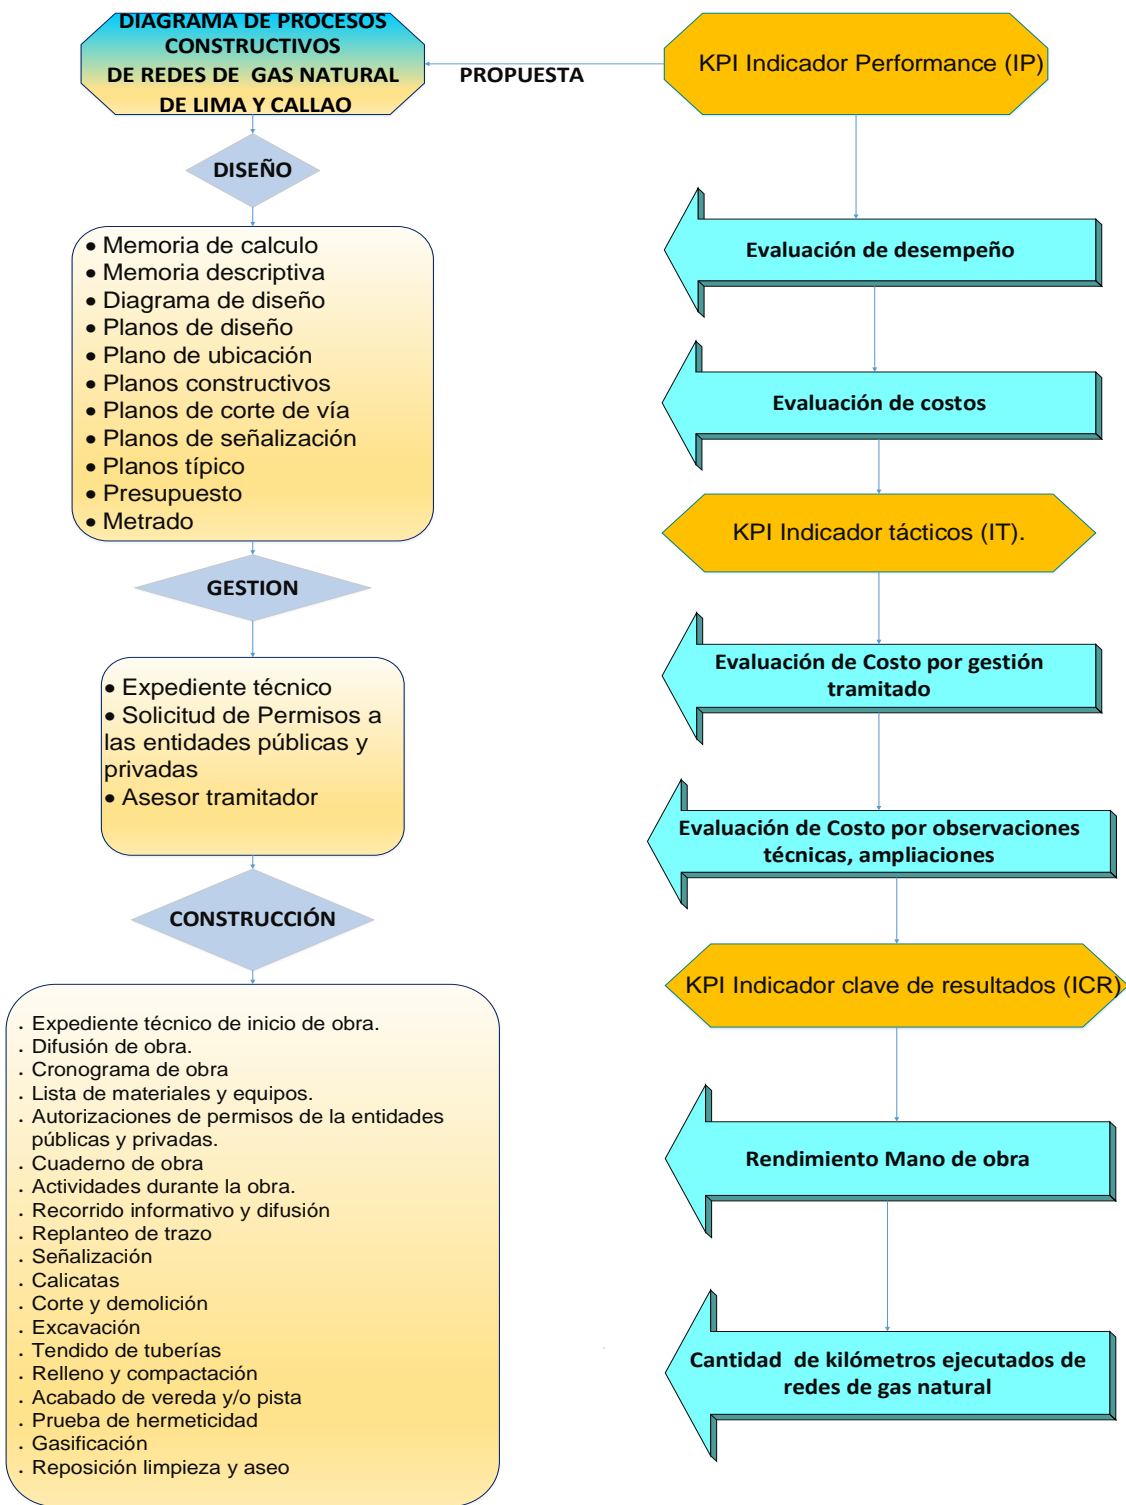 DIAGRAMA DE PROCESOS
CONSTRUCTIVOS
DE REDES DE GAS NATURAL
DE LIMA Y CALLAO
PROPUESTA
KPI Indicador Performance (IP)
DISEÑO
• Memoria de calculo
• Memoria descriptiva
• Diagrama de diseño
• Planos de diseño
• Plano de ubicación
• Planos constructivos
• Planos de corte de vía
• Planos de señalización
• Planos típico
• Presupuesto
• Metrado
GESTION
• Expediente técnico
• Solicitud de Permisos a
las entidades públicas y
privadas
• Asesor tramitador
CONSTRUCCIÓN
. Expediente técnico de inicio de obra.
. Difusión de obra.
. Cronograma de obra
. Lista de materiales y equipos.
. Autorizaciones de permisos de la entidades
públicas y privadas.
. Cuaderno de obra
. Actividades durante la obra.
. Recorrido informativo y difusión
. Replanteo de trazo
. Señalización
. Calicatas
. Corte y demolición
. Excavación
. Tendido de tuberías
. Relleno y compactación
. Acabado de vereda y/o pista
. Prueba de hermeticidad
. Gasificación
. Reposición limpieza y aseo
Evaluación de desempeño
Evaluación de costos
KPI Indicador tácticos (IT).
Evaluación de Costo por gestión
tramitado
Evaluación de Costo por observaciones
técnicas, ampliaciones
KPI Indicador clave de resultados (ICR)
Rendimiento Mano de obra
Cantidad de kilómetros ejecutados de
redes de gas natural